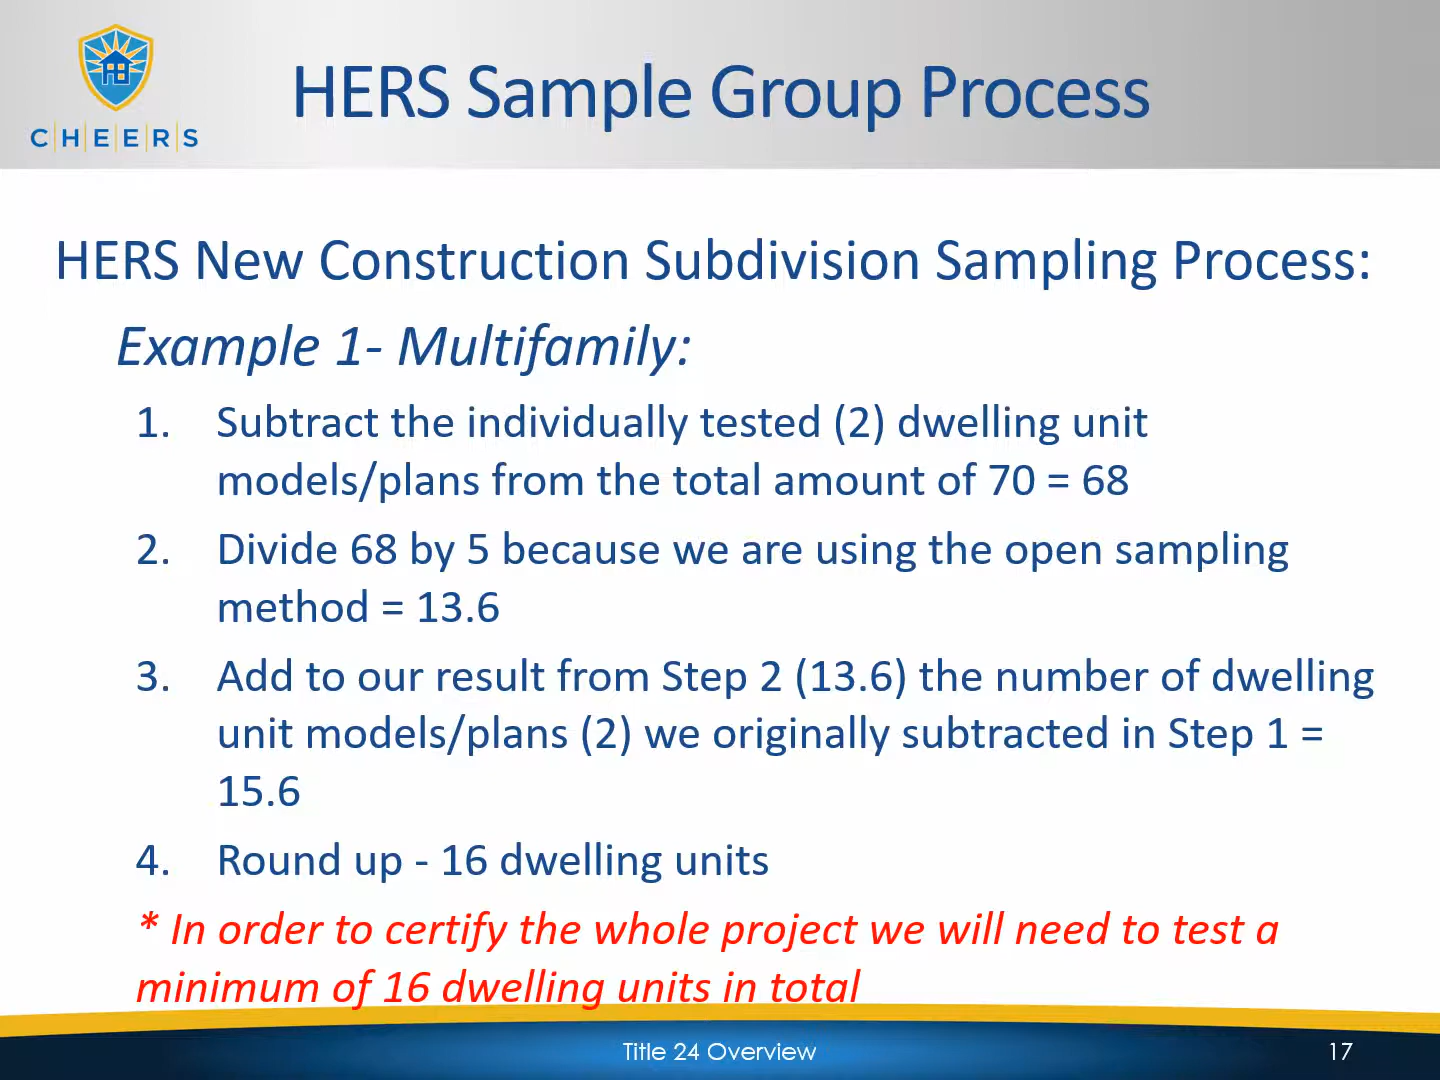 C|H|E|E|R|S
HERS Sample Group Process
HERS New Construction Subdivision Sampling Process:
Example 1- Multifamily:
1. Subtract the individually tested (2) dwelling unit
models/plans from the total amount of 70 = 68
2. Divide 68 by 5 because we are using the open sampling
method = 13.6
3. Add to our result from Step 2 (13.6) the number of dwelling
unit models/plans (2) we originally subtracted in Step 1 =
15.6
4. Round up - 16 dwelling units
* In order to certify the whole project we will need to test a
minimum of 16 dwelling units in total
Title 24 Overview
17